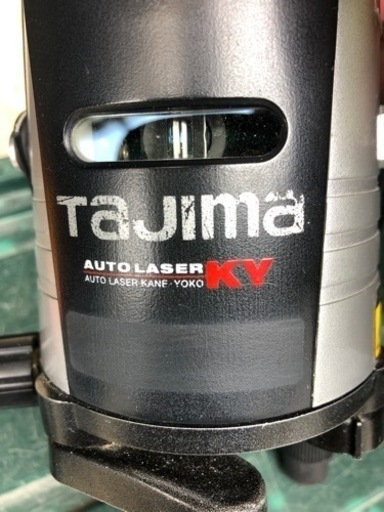 TaJIma
AUTO LASER KY
AUTO LASER KANE-YOKO